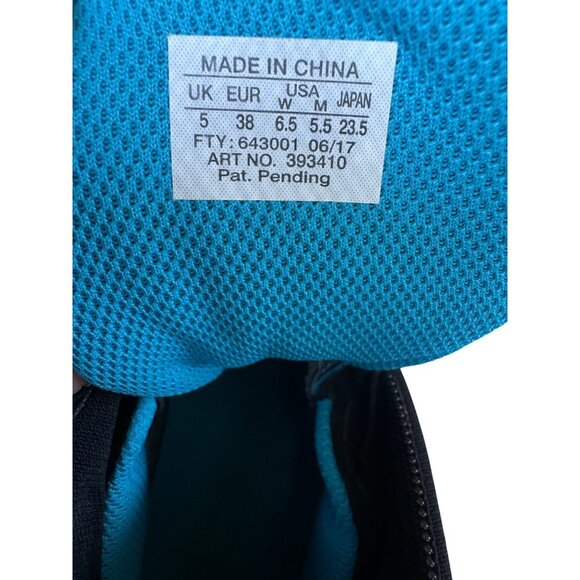 MADE IN CHINA
UK EUR USA W M JAPAN
5 38 6.5 5.5 23.5
FTY: 643001 06/17
ART NO. 393410
Pat. Pending